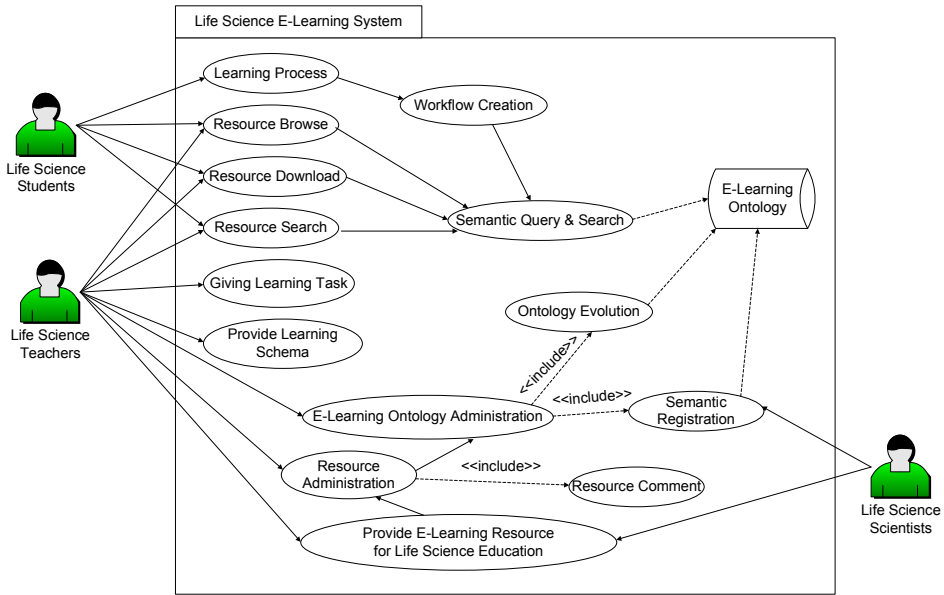 Life Science E-Learning System
Learning Process
Workflow Creation
Resource Browse
Life Science
Students
Resource Download
E-Learning
Ontology
Semantic Query & Search
Resource Search
Giving Learning Task
Ontology Evolution
Life Science
Teachers
Provide Learning
Schema
<<include>>
<<include>>
E-Learning Ontology Administration
Semantic
Registration
Resource
Administration
<<include>>
Resource Comment
Life Science
Scientists
Provide E-Learning Resource
for Life Science Education